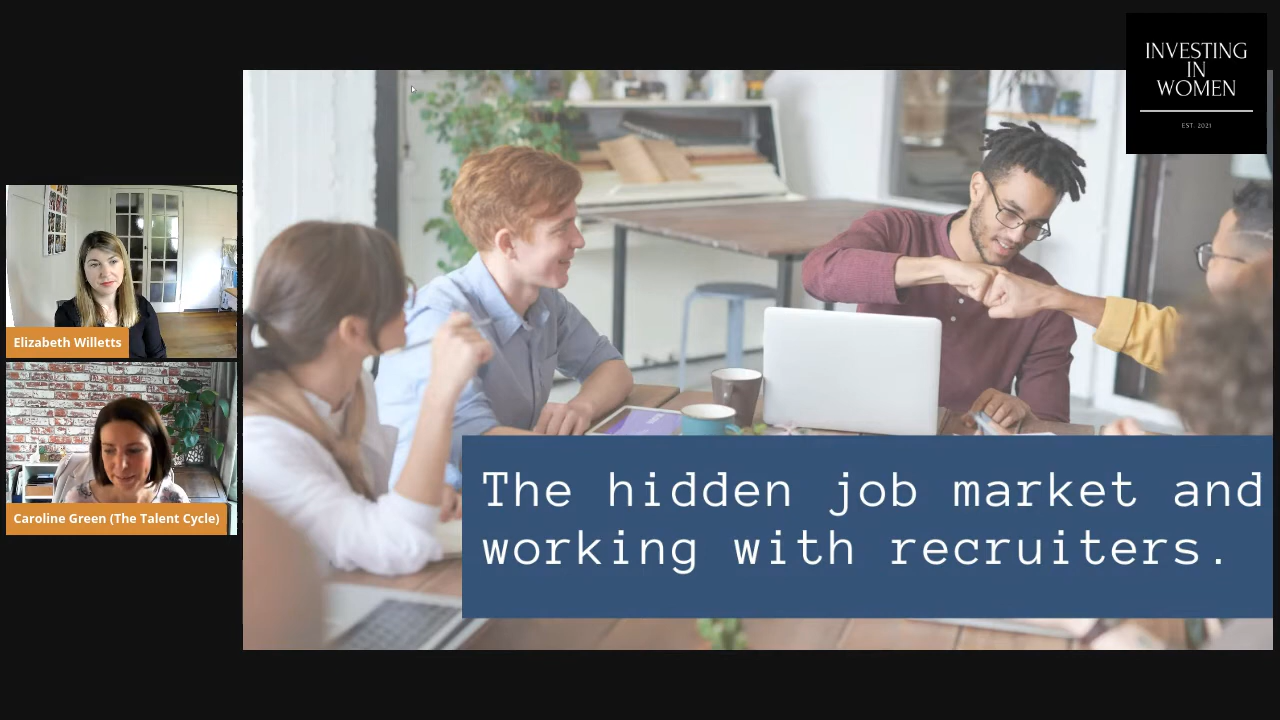 INVESTING
IN
WOMEN
EST. 2021
Elizabeth Willetts
Caroline Green (The Talent Cycle)
The hidden job market and
working with recruiters.